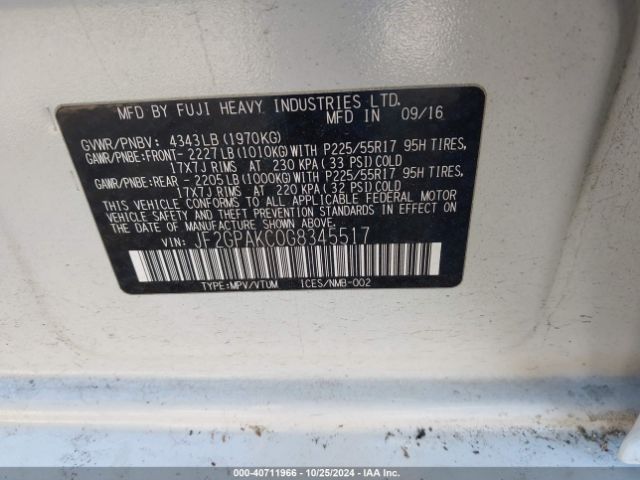 MFD BY FUJI HEAVY INDUSTRIES LTD.
MFD IN 09/16
GVWR/PNBV: 4343LB(1970KG)
GAWR/PNBE:FRONT- 2227LB(1010KG)WITH P225/55R17 95H TIRES,
17X7J RIMS AT 230 KPA (33 PSI)COLD
GAWR/PNBE:REAR - 2205LB(1000KG)WITH P225/55R17 95H TIRES,
17X7J RIMS AT 220 KPA (32 PSI)COLD
THIS VEHICLE CONFORMS TO ALL APPLICABLE FEDERAL MOTOR
VEHICLE SAFETY AND THEFT PREVENTION STANDARDS IN EFFECT ON
THE DATE OF MANUFACTURE SHOWN ABOVE.
VIN: JF2GPAKC0G8345517
TYPE:MPV/VTUM ICES/NMB-002
000-40711966 - 10/25/2024 - IAA